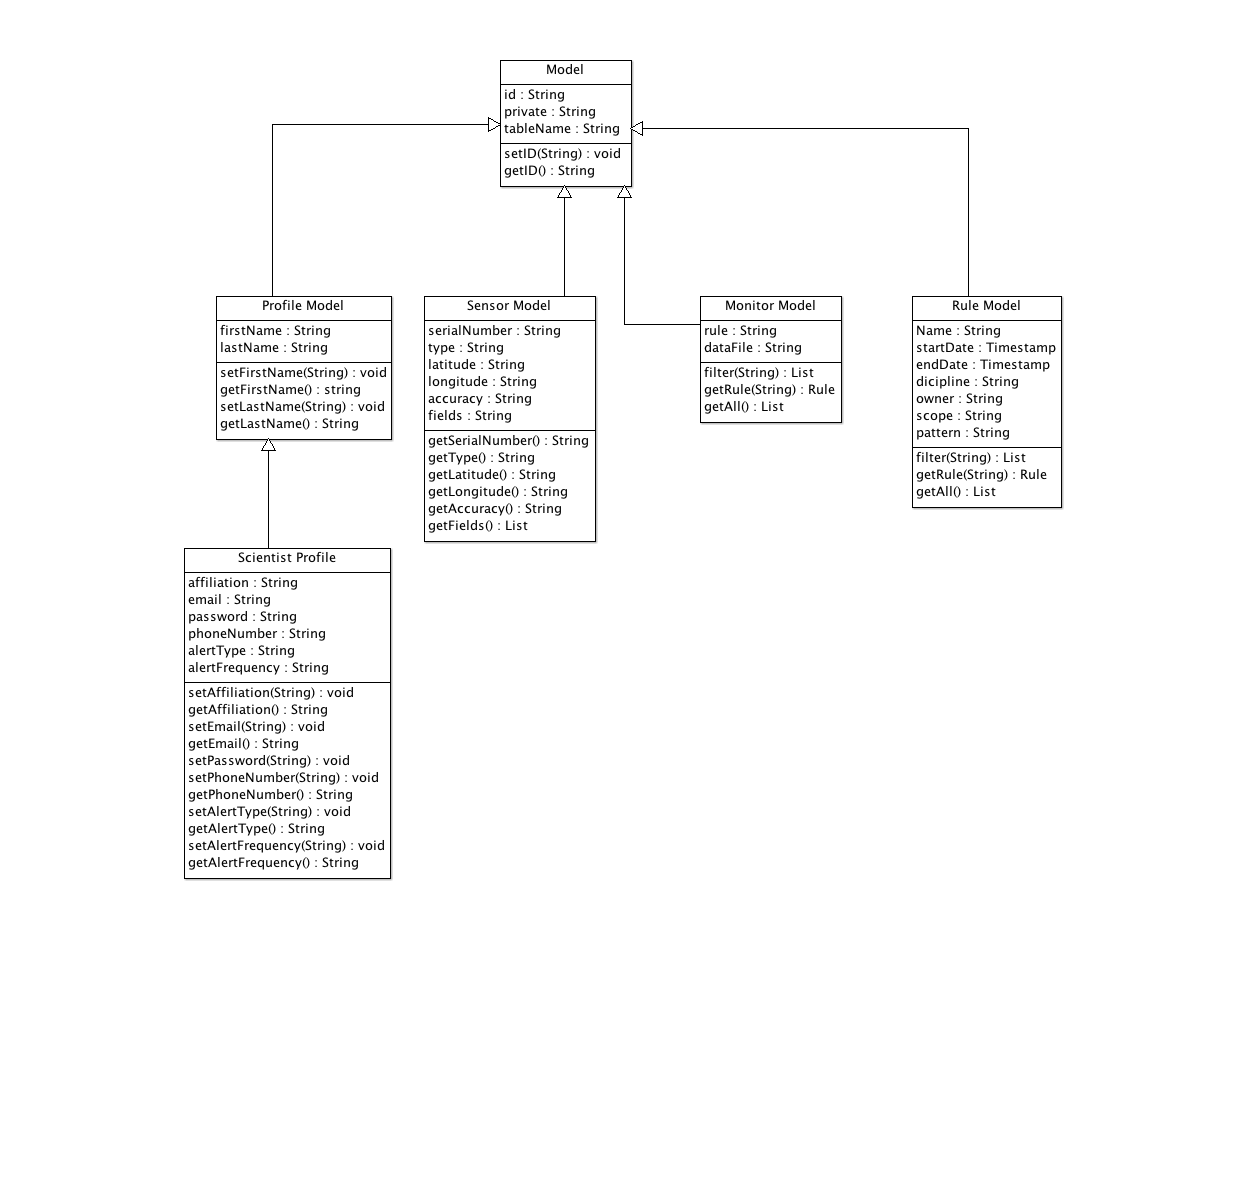 Model
id : String
private : String
tableName : String
setID(String) : void
getID() : String
Profile Model
firstName : String
lastName : String
setFirstName(String) : void
getFirstName() : string
setLastName(String) : void
getLastName() : String
Sensor Model
serialNumber : String
type : String
latitude : String
longitude : String
accuracy : String
fields : String
getSerialNumber() : String
getType() : String
getLatitude() : String
getLongitude() : String
getAccuracy() : String
getFields() : List
Monitor Model
rule : String
dataFile : String
filter(String) : List
getRule(String) : Rule
getAll() : List
Rule Model
Name : String
startDate : Timestamp
endDate : Timestamp
dicipline : String
owner : String
scope : String
pattern : String
filter(String) : List
getRule(String) : Rule
getAll() : List
Scientist Profile
affiliation : String
email : String
password : String
phoneNumber : String
alertType : String
alertFrequency : String
setAffiliation(String) : void
getAffiliation() : String
setEmail(String) : void
getEmail() : String
setPassword(String) : void
setPhoneNumber(String) : void
getPhoneNumber() : String
setAlertType(String) : void
getAlertType() : String
setAlertFrequency(String) : void
getAlertFrequency() : String